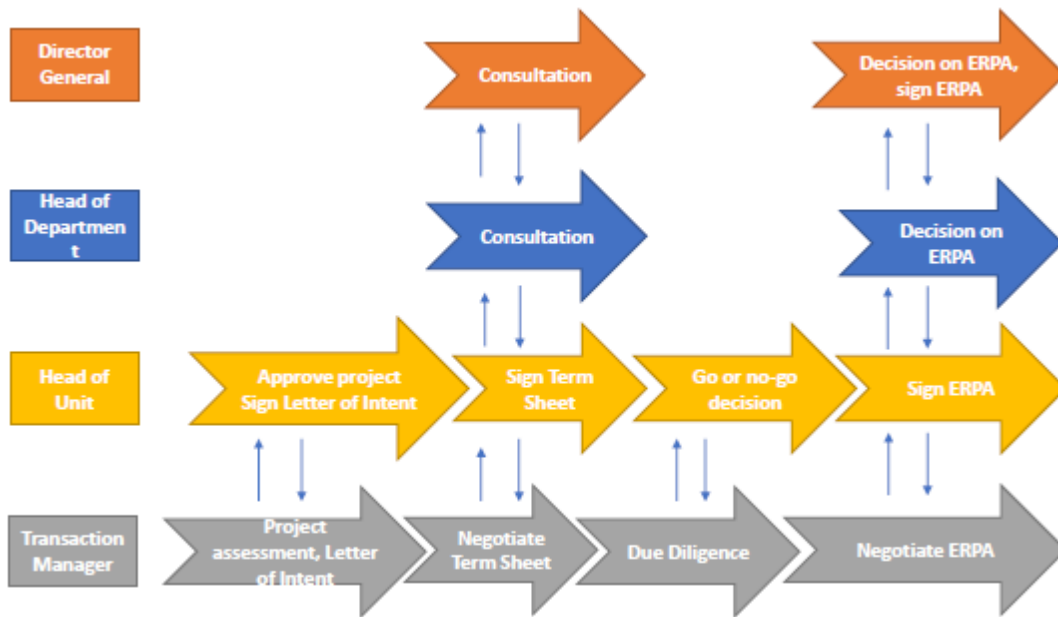 Director
General
Consultation
Decision on ERPA,
sign ERPA
Head of
Departmen
t
Consultation
Decision on
ERPA
Head of
Unit
Approve project
Sign Letter of Intent
Sign Term
Sheet
Go or no-go
decision
Sign ERPA
Transaction
Manager
Project
assessment, Letter
of Intent
Negotiate
Term Sheet
Due Diligence
Negotiate ERPA